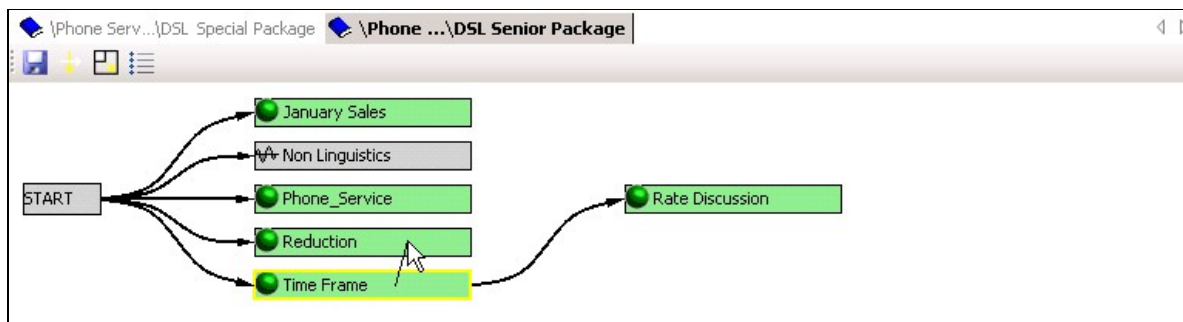 \Phone Serv...\DSL Special Package \Phone ...\DSL Senior Package
January Sales
Non Linguistics
START
Phone_Service
Rate Discussion
Reduction
Time Frame